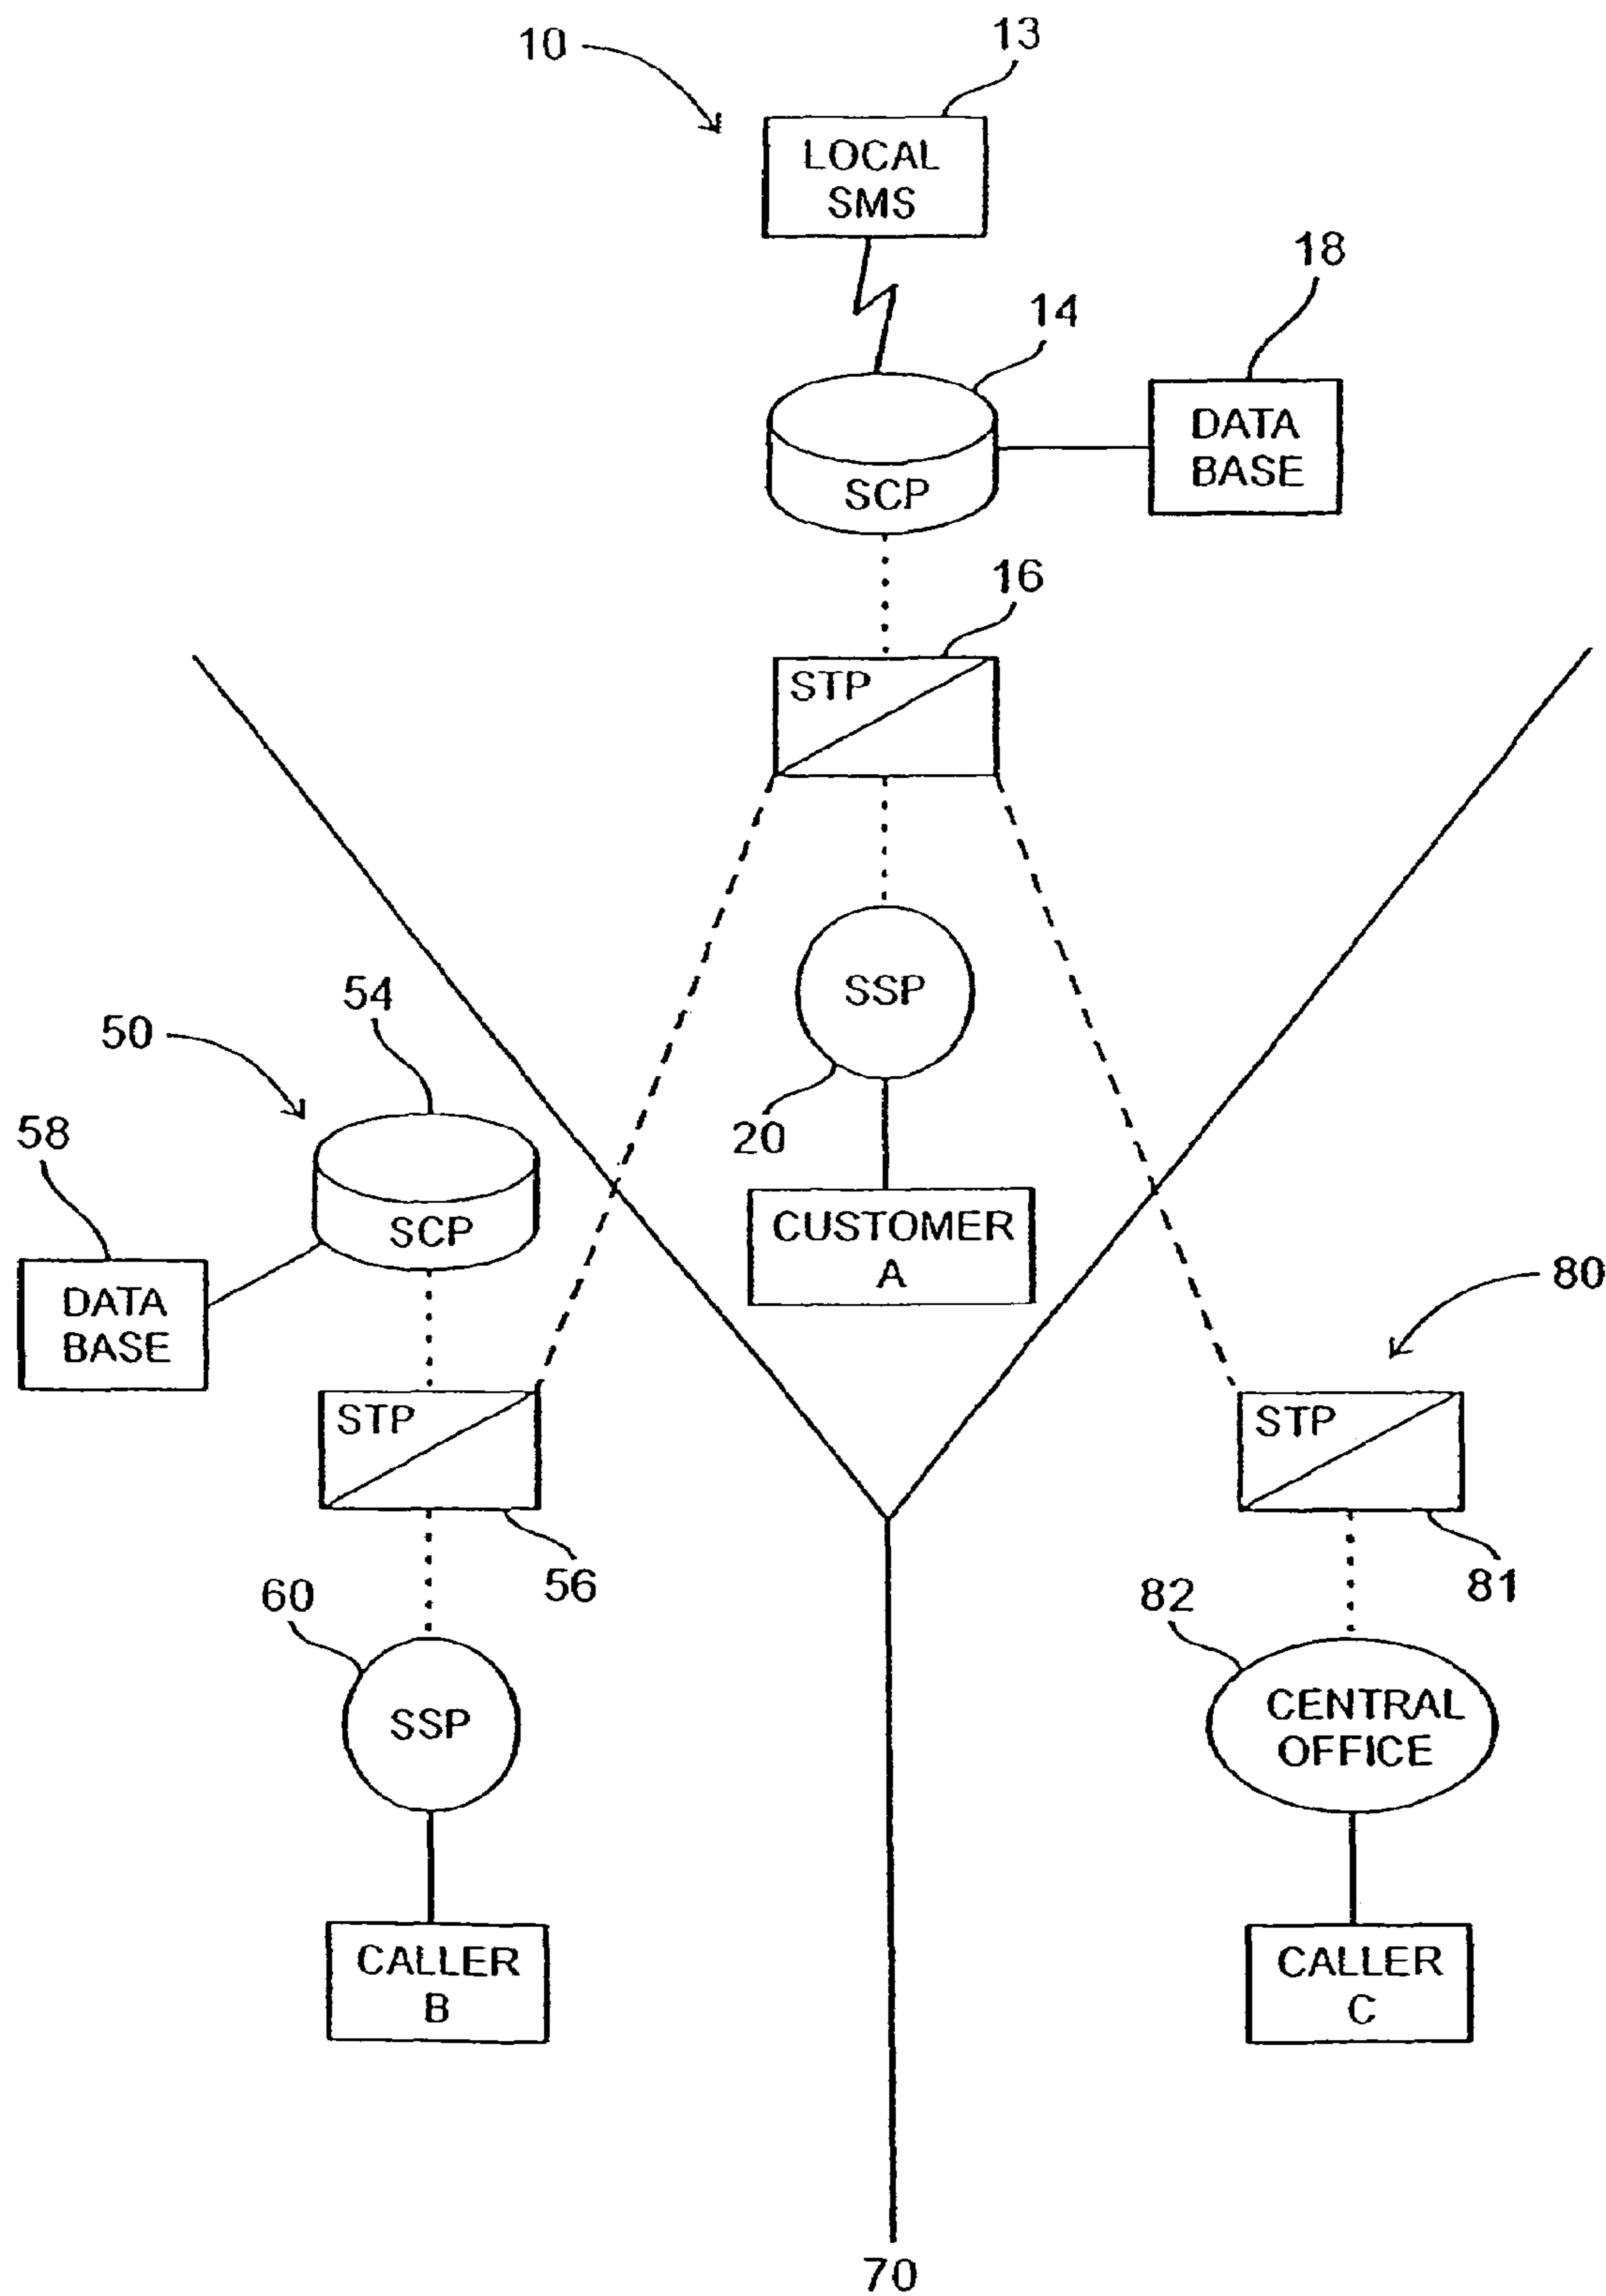 10
13
LOCAL
SMS
18
14
DATA
BASE
SCP
16
STP
SSP
54
50
20
58
CUSTOMER
A
SCP
80
DATA
BASE
STP
STP
56
81
60
82
SSP
CENTRAL
OFFICE
CALLER
B
CALLER
C
70